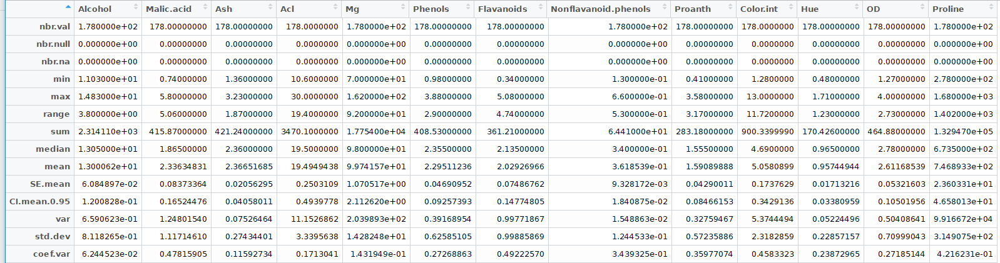 Alcohol Malic.acid Ash Acl Mg Phenols Flavanoids Nonflavanoid.phenols Proanth Color.int Hue OD Proline
nbr.val 1.780000e+02 178.00000000 178.00000000 178.0000000 1.780000e+02 178.00000000 178.00000000 1.780000e+02 178.00000000 178.0000000 178.00000000 178.00000000 1.780000e+02
nbr.null 0.000000e+00 0.00000000 0.00000000 0.0000000 0.000000e+00 0.00000000 0.00000000 0.000000e+00 0.00000000 0.0000000 0.00000000 0.00000000 0.000000e+00
nbr.na 0.000000e+00 0.00000000 0.00000000 0.0000000 0.000000e+00 0.00000000 0.00000000 0.000000e+00 0.00000000 0.0000000 0.00000000 0.00000000 0.000000e+00
min 1.103000e+01 0.74000000 1.36000000 10.6000000 7.000000e+01 0.98000000 0.34000000 1.300000e-01 0.41000000 1.2800000 0.48000000 1.27000000 2.780000e+02
max 1.483000e+01 5.80000000 3.23000000 30.0000000 1.620000e+02 3.88000000 5.08000000 6.600000e-01 3.58000000 13.0000000 1.71000000 4.00000000 1.680000e+03
range 3.800000e+00 5.06000000 1.87000000 19.4000000 9.200000e+01 2.90000000 4.74000000 5.300000e-01 3.17000000 11.7200000 1.23000000 2.73000000 1.402000e+03
sum 2.314110e+03 415.87000000 421.24000000 3470.1000000 1.775400e+04 408.53000000 361.21000000 6.441000e+01 283.18000000 900.3399990 170.42600000 464.88000000 1.329470e+05
median 1.305000e+01 1.86500000 2.36000000 19.5000000 9.800000e+01 2.35500000 2.13500000 3.400000e-01 1.55500000 4.6900000 0.96500000 2.78000000 6.735000e+02
mean 1.300062e+01 2.33634831 2.36651685 19.4949438 9.974157e+01 2.29511236 2.02926966 3.618539e-01 1.59089888 5.0580899 0.95744944 2.61168539 7.468933e+02
SE.mean 6.084897e-02 0.08373364 0.02056295 0.2503109 1.070517e+00 0.04690952 0.07486762 9.328172e-03 0.04290011 0.1737629 0.01713216 0.05321603 2.360331e+01
CI.mean.0.95 1.200828e-01 0.16524476 0.04058011 0.4939778 2.112620e+00 0.09257393 0.14774805 1.840875e-02 0.08466153 0.3429136 0.03380959 0.10501956 4.658013e+01
var 6.590623e-01 1.24801540 0.07526464 11.1526862 2.039893e+02 0.39168954 0.99771867 1.548863e-02 0.32759467 5.3744494 0.05224496 0.50408641 9.916672e+04
std.dev 8.118265e-01 1.11714610 0.27434401 3.3395638 1.428248e+01 0.62585105 0.99885869 1.244533e-01 0.57235886 2.3182859 0.22857157 0.70999043 3.149075e+02
coef.var 6.244523e-02 0.47815905 0.11592734 0.1713041 1.431949e-01 0.27268863 0.49222570 3.439325e-01 0.35977074 0.4583323 0.23872965 0.27185144 4.216231e-01